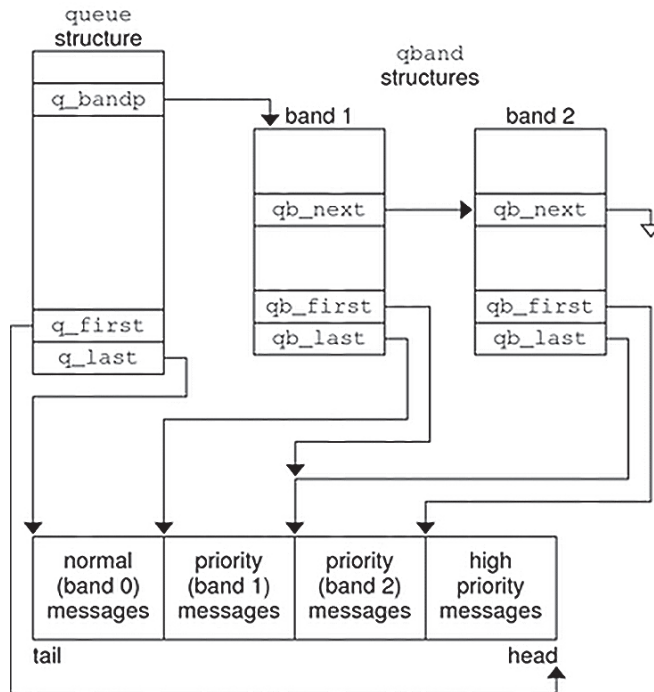 queue
structure
q_bandp
q_first
q_last
qband
structures
band 1
qb_next
qb_first
qb_last
band 2
qb_next
qb_first
qb_last
normal
(band 0)
messages
priority
(band 1)
messages
priority
(band 2)
messages
high
priority
messages
tail
head